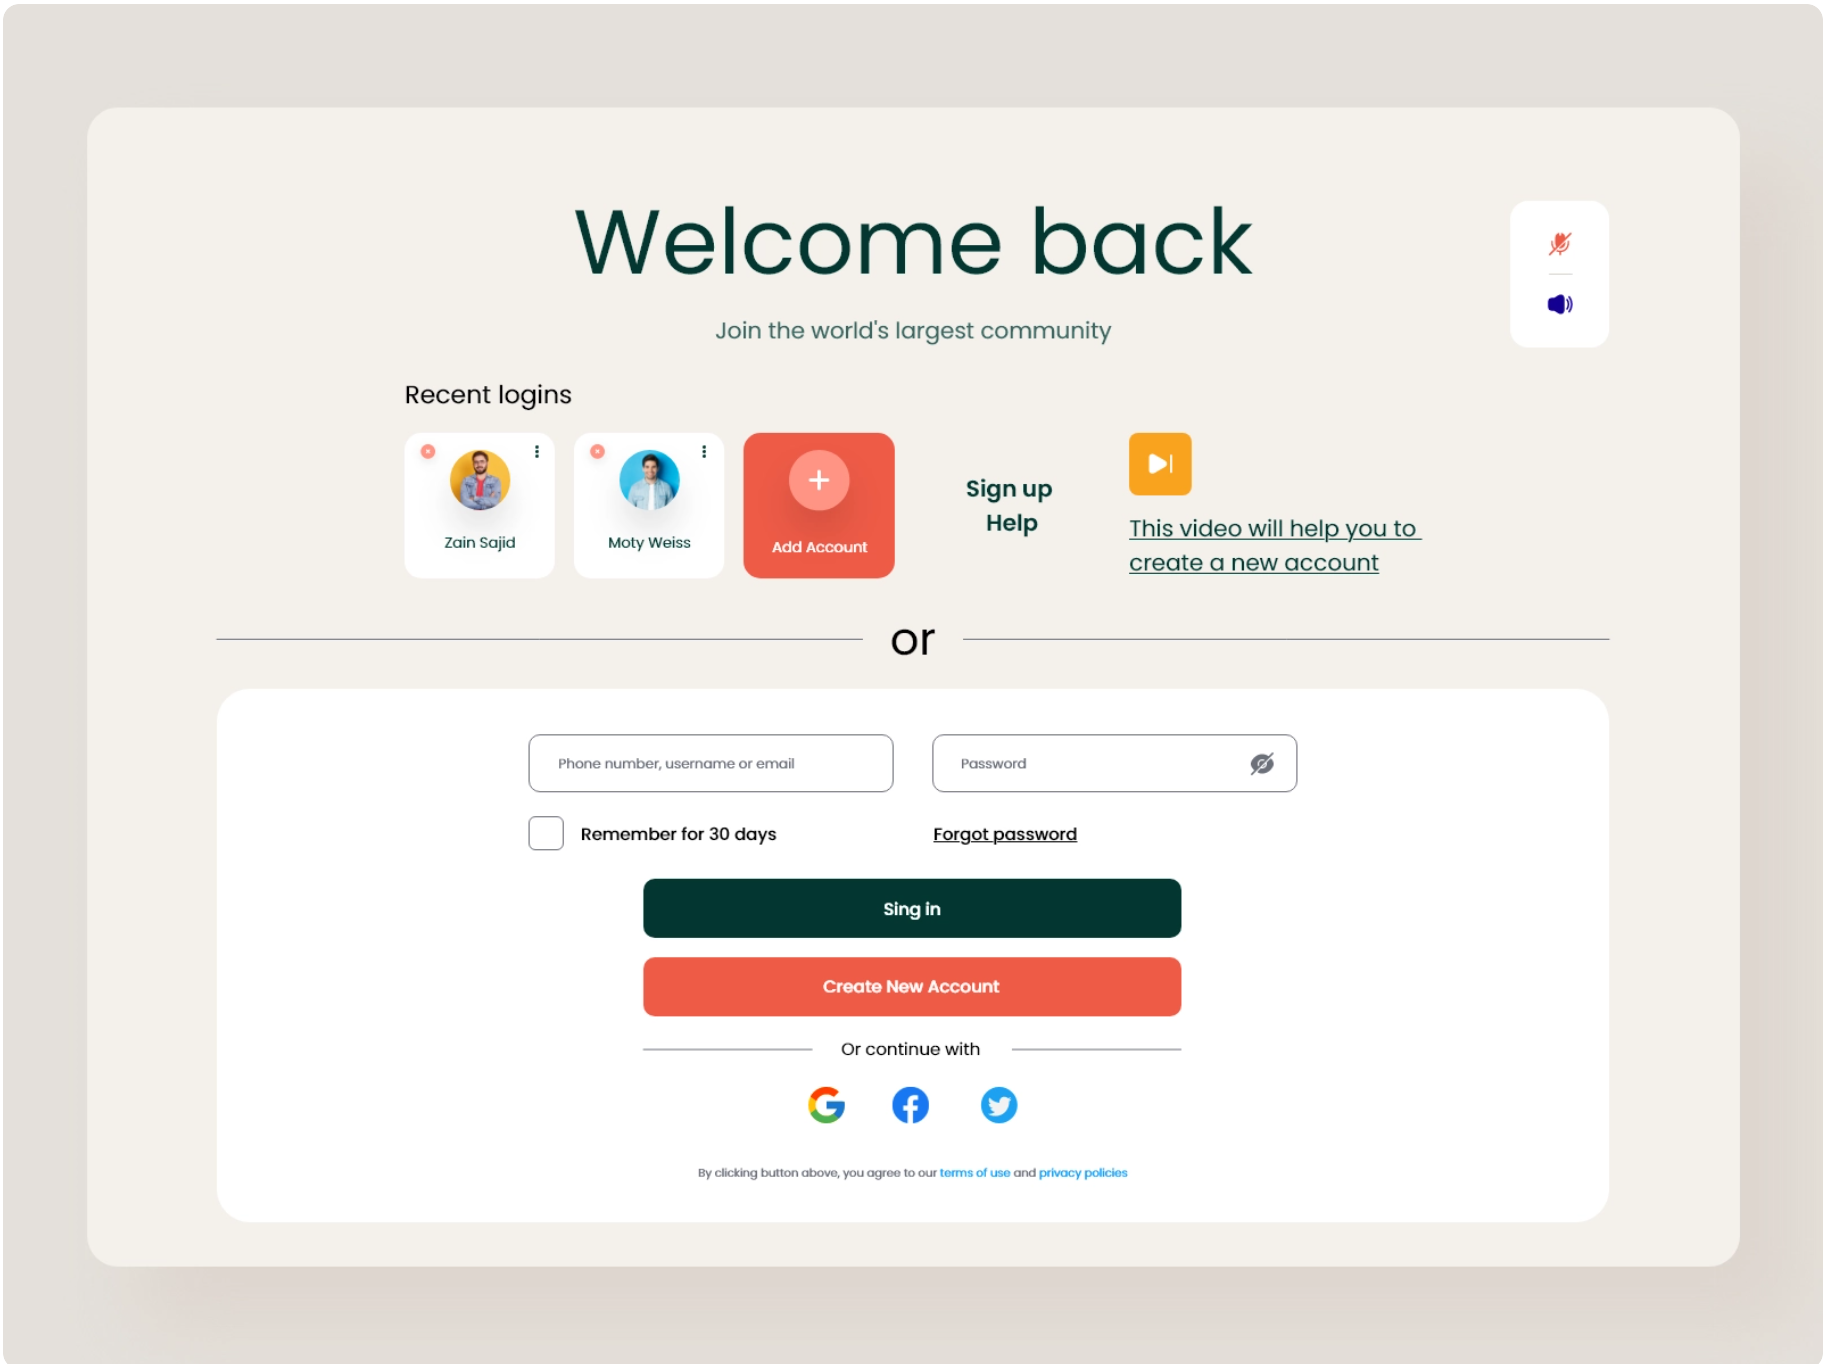 Welcome back
Join the world's largest community
Recent logins
Zain Sajid
Moty Weiss
Add Account
Sign up
Help
This video will help you to
create a new account
or
Phone number, username or email
Password
Remember for 30 days
Forgot password
Sing in
Create New Account
Or continue with
By clicking button above, you agree to our terms of use and privacy policies